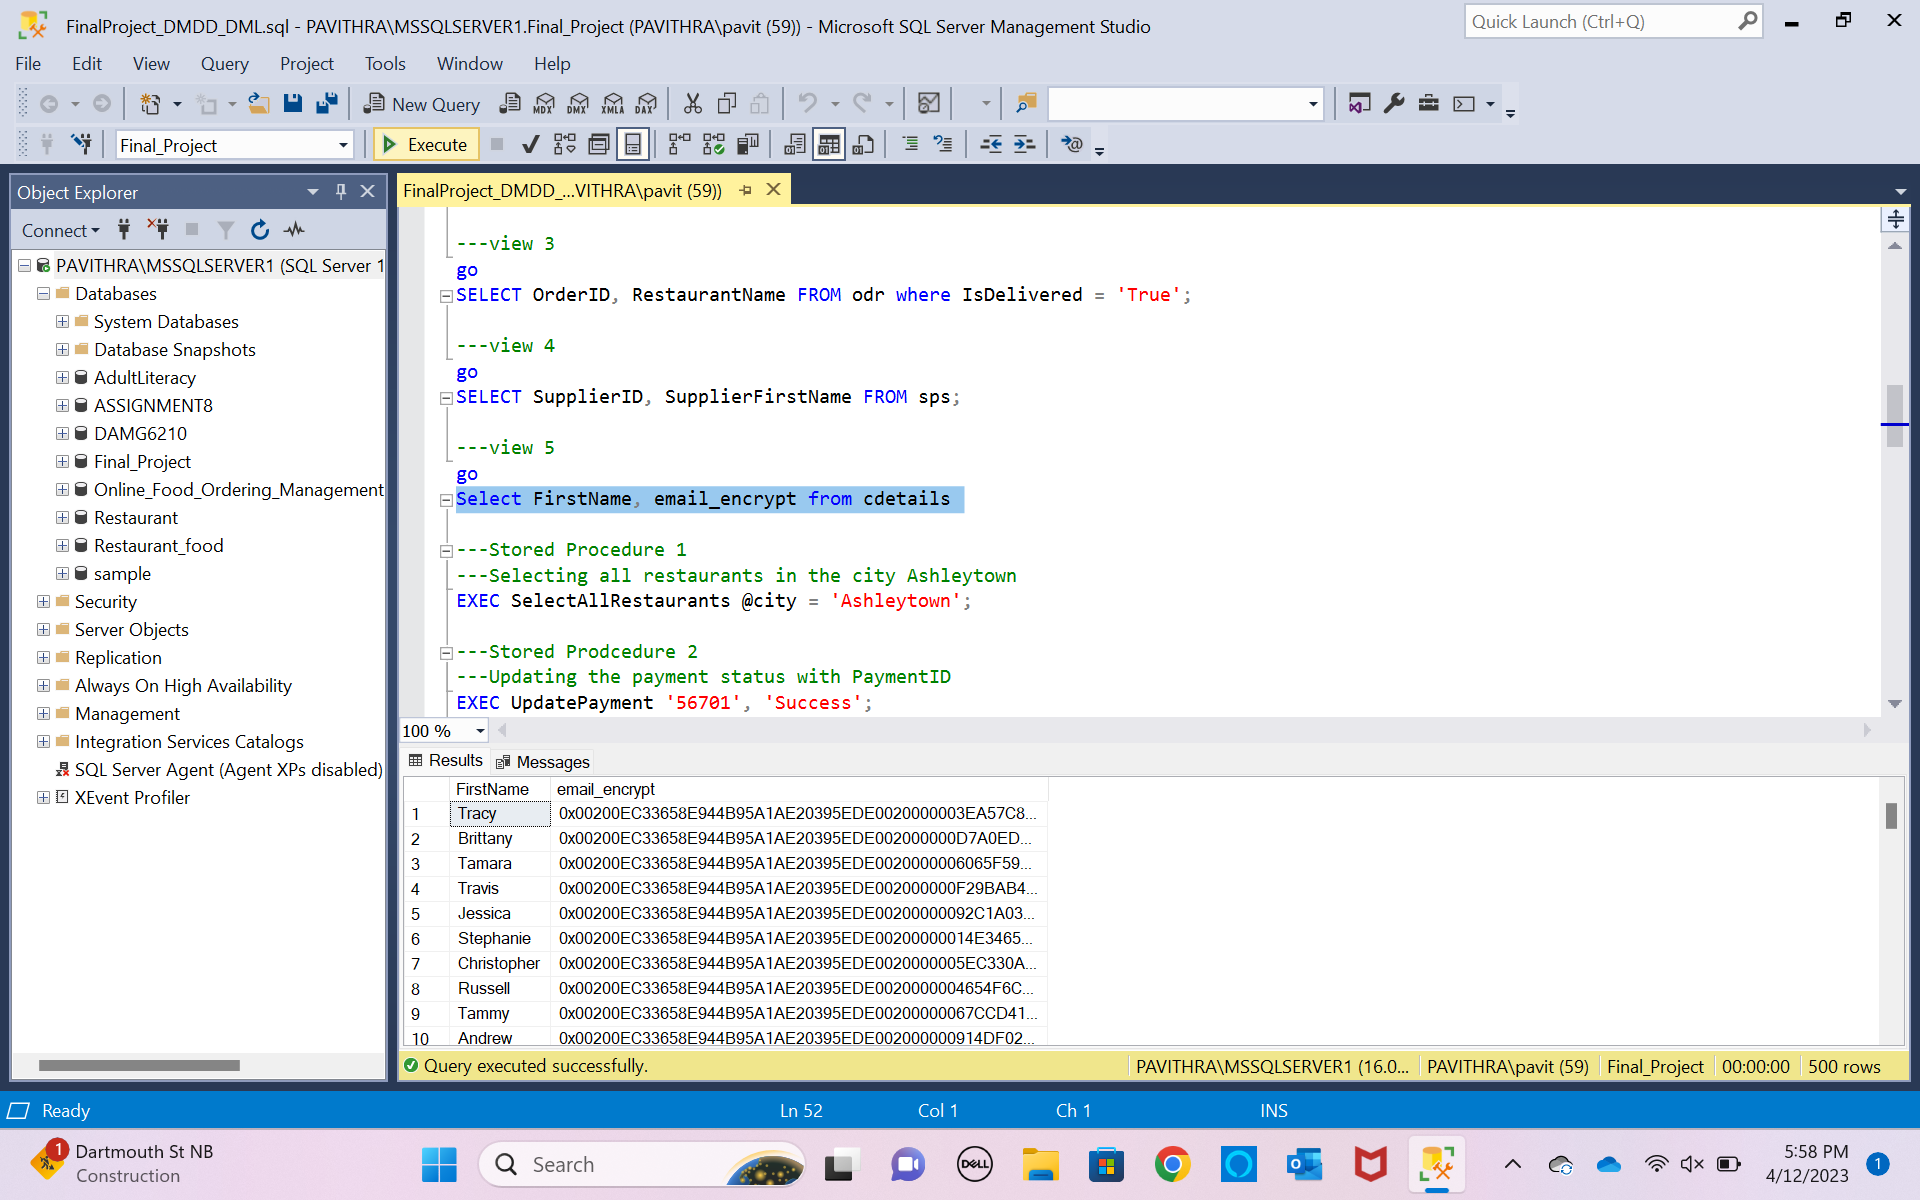 FinalProject_DMDD_DML.sql - PAVITHRA\MSSQLSERVER1.Final_Project (PAVITHRA\pavit (59)) - Microsoft SQL Server Management Studio
Quick Launch (Ctrl+Q)
File Edit View Query Project Tools Window Help
New Query MDX DMX XMLA DAX
Final_Project Execute
Object Explorer
Connect
PAVITHRA\MSSQLSERVER1 (SQL Server 1
Databases
System Databases
Database Snapshots
AdultLiteracy
ASSIGNMENT8
DAMG6210
Final_Project
Online_Food_Ordering_Management
Restaurant
Restaurant_food
sample
Security
Server Objects
Replication
Always On High Availability
Management
Integration Services Catalogs
SQL Server Agent (Agent XPs disabled)
XEvent Profiler
FinalProject_DMDD_...VITHRA\pavit (59))
---view 3
go
SELECT OrderID, RestaurantName FROM odr where IsDelivered = 'True';
---view 4
go
SELECT SupplierID, SupplierFirstName FROM sps;
---view 5
go
Select FirstName, email_encrypt from cdetails
---Stored Procedure 1
---Selecting all restaurants in the city Ashleytown
EXEC SelectAllRestaurants @city = 'Ashleytown';
---Stored Prodcedure 2
---Updating the payment status with PaymentID
EXEC UpdatePayment '56701', 'Success';
100 %
Results Messages
FirstName email_encrypt
1 Tracy 0x00200EC33658E944B95A1AE20395EDE0020000003EA57C8...
2 Brittany 0x00200EC33658E944B95A1AE20395EDE002000000D7A0ED...
3 Tamara 0x00200EC33658E944B95A1AE20395EDE0020000006065F59...
4 Travis 0x00200EC33658E944B95A1AE20395EDE002000000F29BAB4...
5 Jessica 0x00200EC33658E944B95A1AE20395EDE00200000092C1A03...
6 Stephanie 0x00200EC33658E944B95A1AE20395EDE00200000014E3465...
7 Christopher 0x00200EC33658E944B95A1AE20395EDE0020000005EC330A...
8 Russell 0x00200EC33658E944B95A1AE20395EDE0020000004654F6C...
9 Tammy 0x00200EC33658E944B95A1AE20395EDE00200000067CCD41...
10 Andrew 0x00200EC33658E944B95A1AE20395EDE002000000914DF02...
Query executed successfully. PAVITHRA\MSSQLSERVER1 (16.0... PAVITHRA\pavit (59) Final_Project 00:00:00 500 rows
Ready Ln 52 Col 1 Ch 1 INS
1 Dartmouth St NB
Construction
Search
DELL
5:58 PM
4/12/2023
1